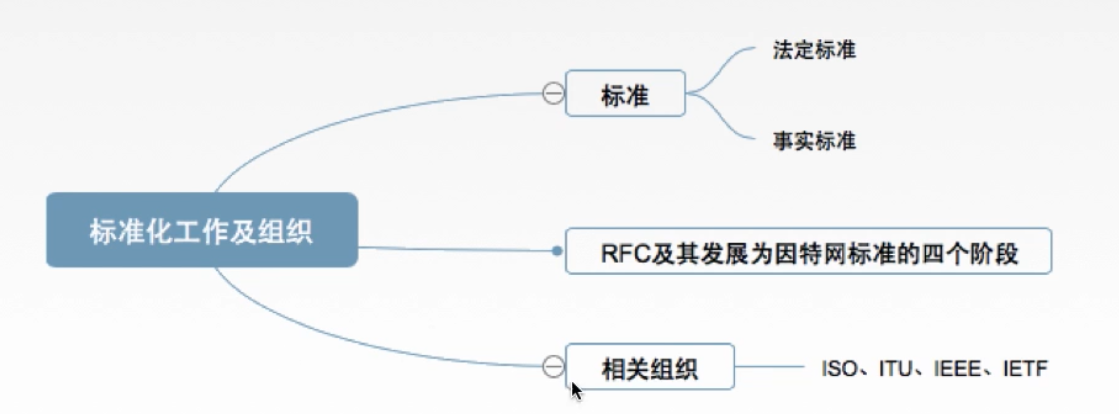 法定标准
标准
事实标准
标准化工作及组织
RFC及其发展为因特网标准的四个阶段
相关组织
ISO、ITU、IEEE、IETF